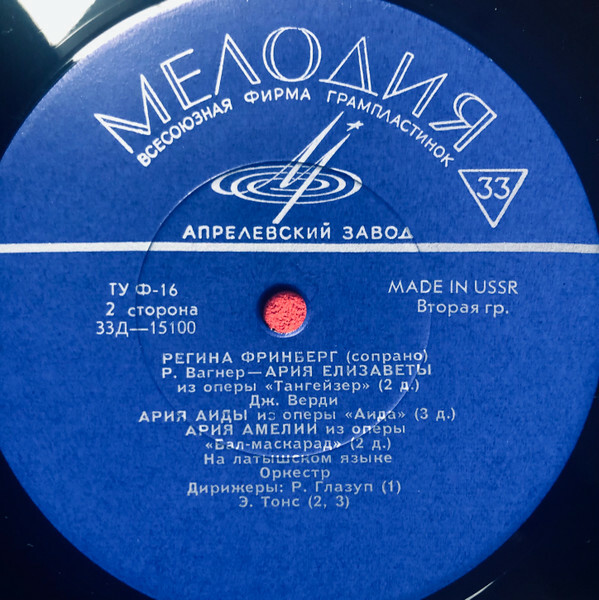 МЕЛОДИЯ
ВСЕСОЮЗНАЯ ФИРМА ГРАМПЛАСТИНОК
33
АПРЕЛЕВСКИЙ ЗАВОД
ТУ Ф-16
MADE IN USSR
2 сторона
Вторая гр.
33Д—15100
РЕГИНА ФРИНБЕРГ (сопрано)
Р. Вагнер—АРИЯ ЕЛИЗАВЕТЫ
из оперы «Тангейзер» (2 д.)
Дж. Верди
АРИЯ АИДЫ из оперы «Аида» (3 д.)
АРИЯ АМЕЛИИ из оперы
«Бал-маскарад» (2 д.)
На латышском языке
Оркестр
Дирижеры: Р. Глазуп (1)
Э. Тонс (2, 3)